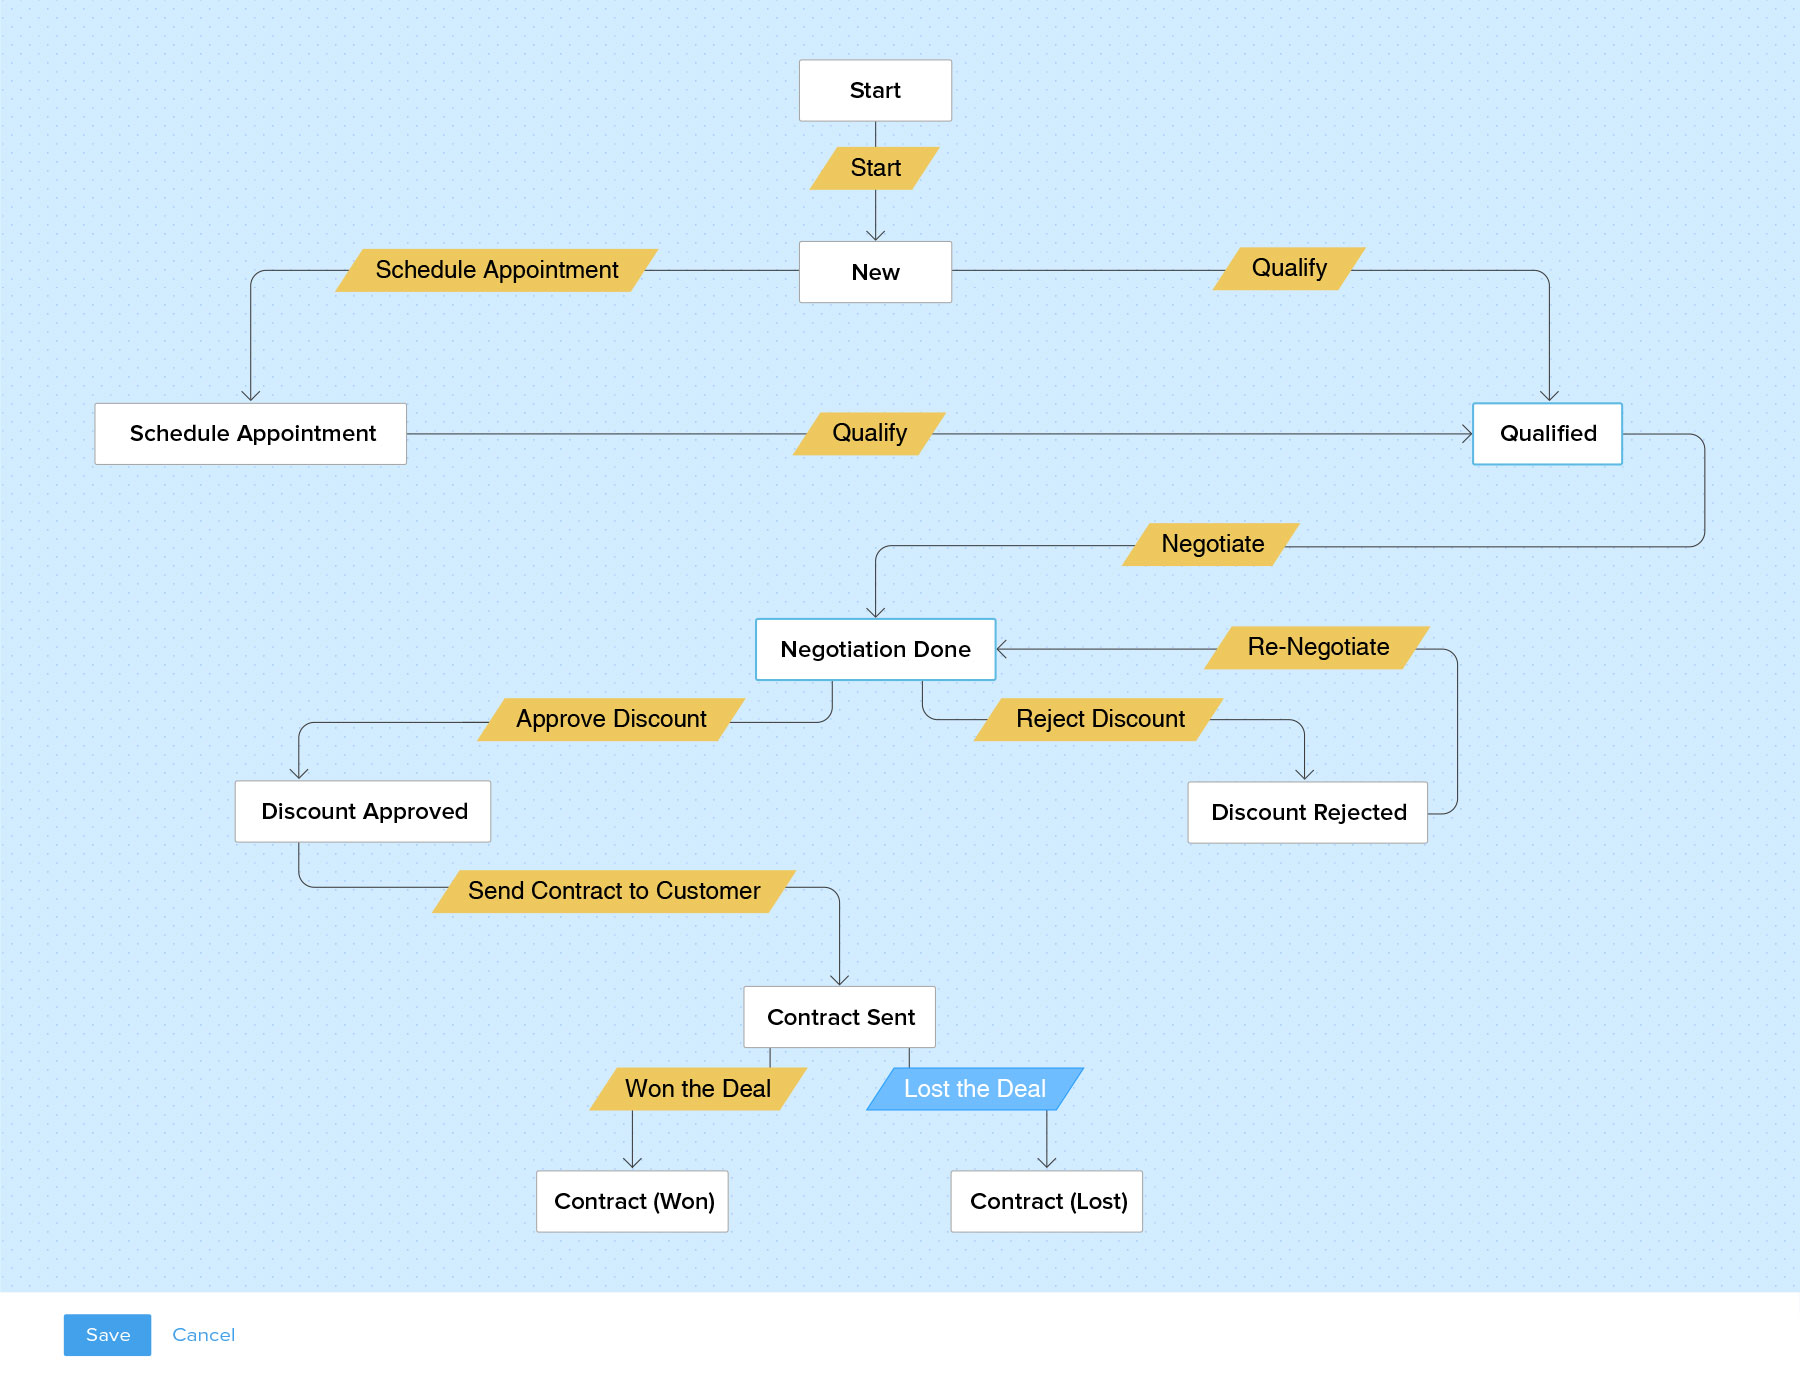 Start
Start
Schedule Appointment
New
Qualify
Schedule Appointment
Qualify
Qualified
Negotiate
Negotiation Done
Re-Negotiate
Approve Discount
Reject Discount
Discount Approved
Discount Rejected
Send Contract to Customer
Contract Sent
Won the Deal
Lost the Deal
Contract (Won)
Contract (Lost)
Save
Cancel